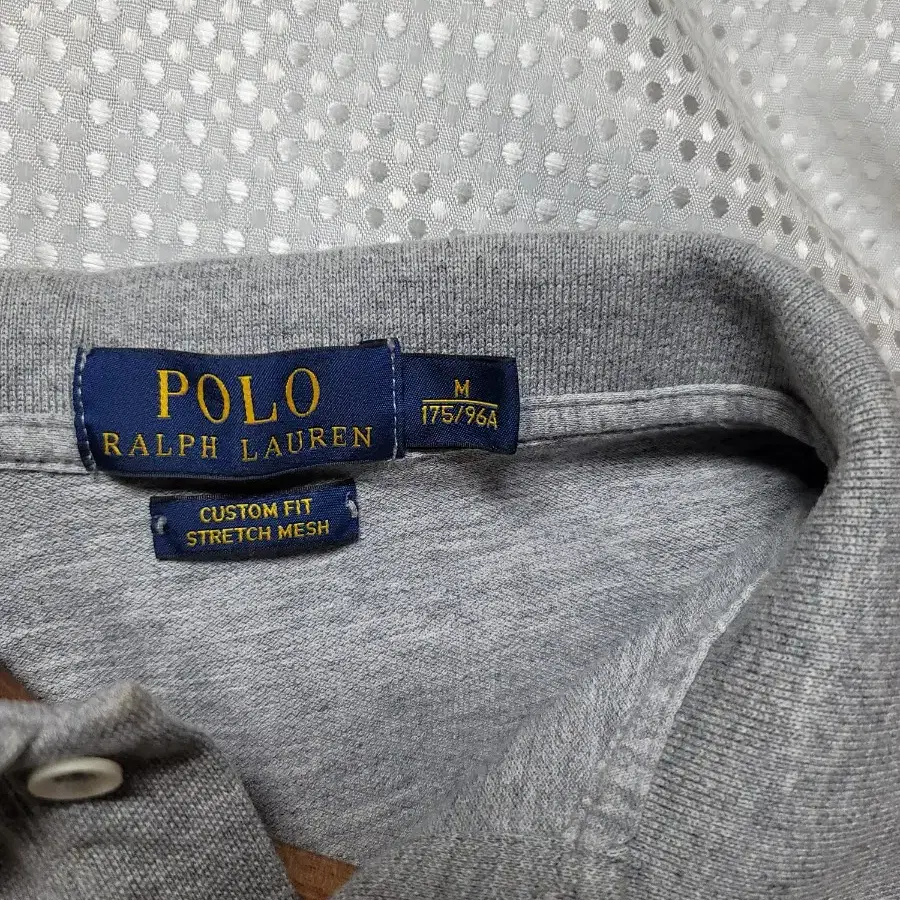 POLO
RALPH LAUREN
M
175/96A
CUSTOM FIT
STRETCH MESH